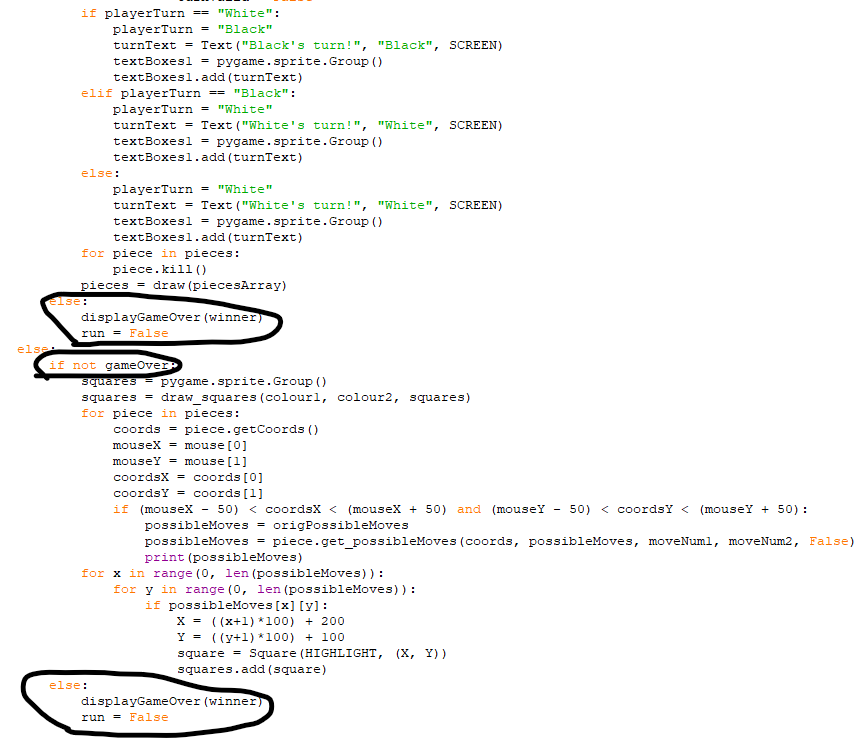 if playerTurn == "White":
playerTurn = "Black"
turnText = Text("Black's turn!", "Black", SCREEN)
textBoxes1 = pygame.sprite.Group()
textBoxes1.add(turnText)
elif playerTurn == "Black":
playerTurn = "White"
turnText = Text("White's turn!", "White", SCREEN)
textBoxes1 = pygame.sprite.Group()
textBoxes1.add(turnText)
else:
playerTurn = "White"
turnText = Text("White's turn!", "White", SCREEN)
textBoxes1 = pygame.sprite.Group()
textBoxes1.add(turnText)
for piece in pieces:
piece.kill()
pieces = draw(piecesArray)
else:
displayGameOver(winner)
run = False
else:
if not gameOver:
squares = pygame.sprite.Group()
squares = draw_squares(colour1, colour2, squares)
for piece in pieces:
coords = piece.getCoords()
mouseX = mouse[0]
mouseY = mouse[1]
coordsX = coords[0]
coordsY = coords[1]
if (mouseX - 50) < coordsX < (mouseX + 50) and (mouseY - 50) < coordsY < (mouseY + 50):
possibleMoves = origPossibleMoves
possibleMoves = piece.get_possibleMoves(coords, possibleMoves, moveNum1, moveNum2, False)
print(possibleMoves)
for x in range(0, len(possibleMoves)):
for y in range(0, len(possibleMoves)):
if possibleMoves[x][y]:
X = ((x+1)*100) + 200
Y = ((y+1)*100) + 100
square = Square(HIGHLIGHT, (X, Y))
squares.add(square)
else:
displayGameOver(winner)
run = False